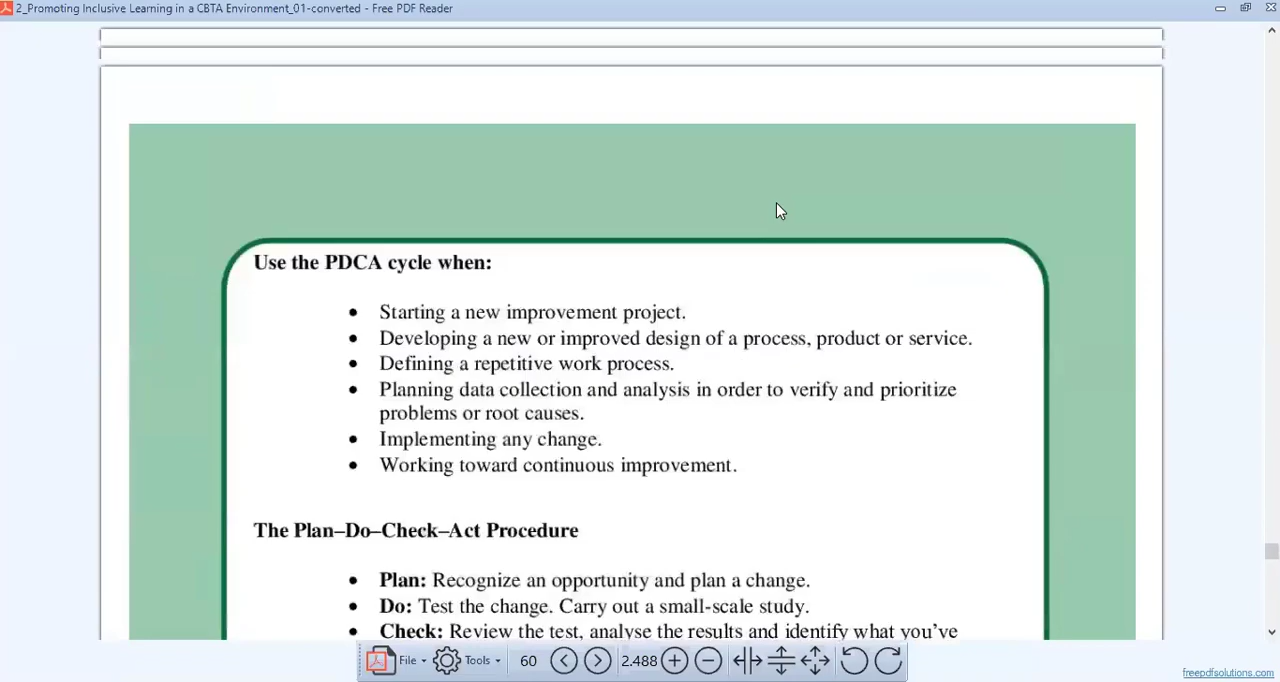 2_Promoting Inclusive Learning in a CBTA Environment_01-converted - Free PDF Reader
Use the PDCA cycle when:
• Starting a new improvement project.
• Developing a new or improved design of a process, product or service.
• Defining a repetitive work process.
• Planning data collection and analysis in order to verify and prioritize
problems or root causes.
• Implementing any change.
• Working toward continuous improvement.
The Plan–Do–Check–Act Procedure
• Plan: Recognize an opportunity and plan a change.
• Do: Test the change. Carry out a small-scale study.
• Check: Review the test, analyse the results and identify what you’ve
File Tools 60 2.488
freepdfsolutions.com